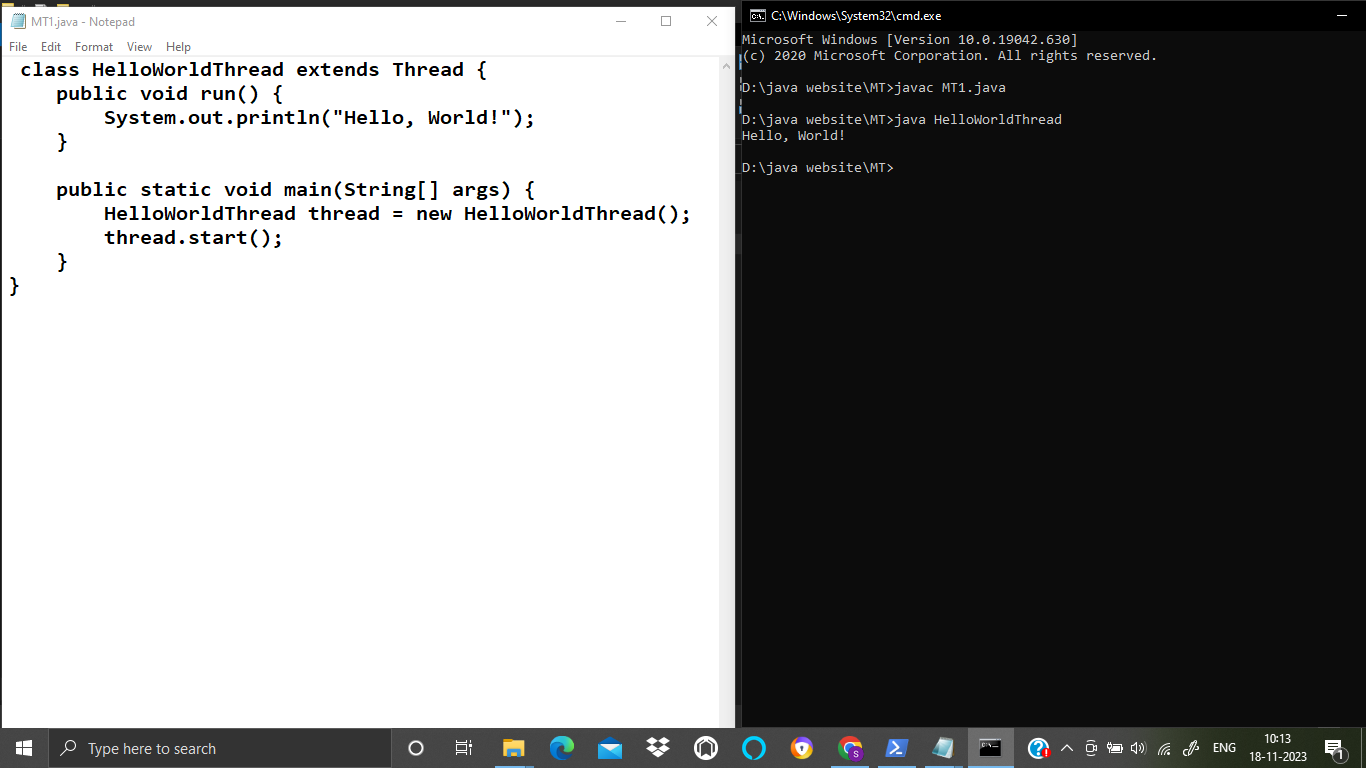 MT1.java - Notepad
File Edit Format View Help
class HelloWorldThread extends Thread {
public void run() {
System.out.println("Hello, World!");
}
public static void main(String[] args) {
HelloWorldThread thread = new HelloWorldThread();
thread.start();
}
}
C:\Windows\System32\cmd.exe
Microsoft Windows [Version 10.0.19042.630]
(c) 2020 Microsoft Corporation. All rights reserved.
D:\java website\MT>javac MT1.java
D:\java website\MT>java HelloWorldThread
Hello, World!
D:\java website\MT>
Type here to search
S
ENG
10:13
18-11-2023
1